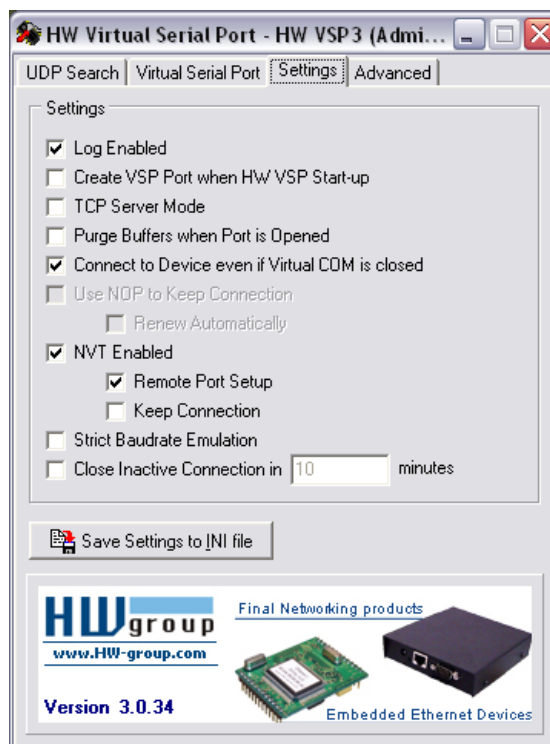 HW Virtual Serial Port - HW VSP3 (Admi...
UDP Search Virtual Serial Port Settings Advanced
Settings
Log Enabled
Create VSP Port when HW VSP Start-up
TCP Server Mode
Purge Buffers when Port is Opened
Connect to Device even if Virtual COM is closed
Use NOP to Keep Connection
Renew Automatically
NVT Enabled
Remote Port Setup
Keep Connection
Strict Baudrate Emulation
Close Inactive Connection in 10 minutes
Save Settings to INI file
HW group
www.HW-group.com
Final Networking products
Version 3.0.34
Embedded Ethernet Devices